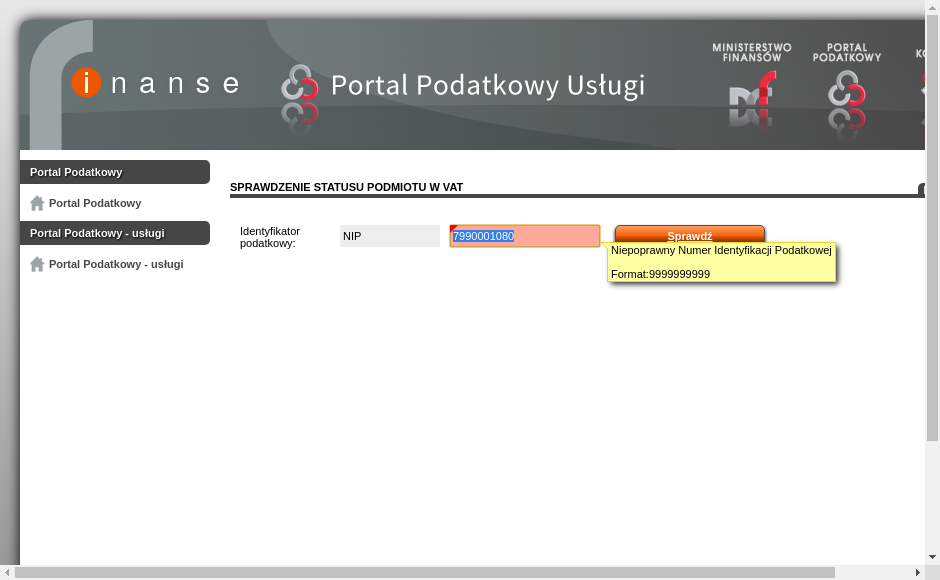 inanse
Portal Podatkowy Usługi
MINISTERSTWO
FINANSÓW
PORTAL
PODATKOWY
Portal Podatkowy
Portal Podatkowy
Portal Podatkowy - usługi
Portal Podatkowy - usługi
SPRAWDZENIE STATUSU PODMIOTU W VAT
Identyfikator
podatkowy:
NIP
7990001080
Sprawdź
Niepoprawny Numer Identyfikacji Podatkowej
Format:9999999999